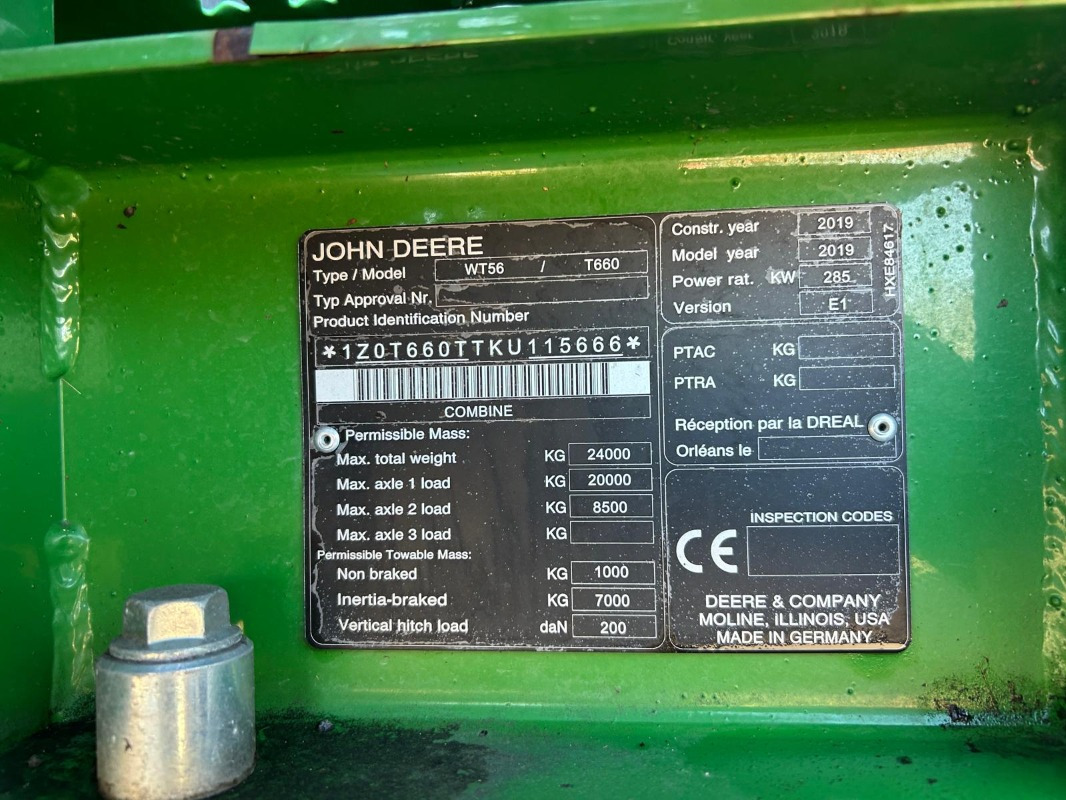 JOHN DEERE
Type / Model WT56 / T660
Typ Approval Nr.
Product Identification Number
*1Z0T660TTKU115666*
COMBINE
Permissible Mass:
Max. total weight KG 24000
Max. axle 1 load KG 20000
Max. axle 2 load KG 8500
Max. axle 3 load KG
Permissible Towable Mass:
Non braked KG 1000
Inertia-braked KG 7000
Vertical hitch load daN 200
Constr. year 2019
Model year 2019
Power rat. KW 285
Version E1
HXE84617
PTAC KG
PTRA KG
Réception par la DREAL
Orléans le
INSPECTION CODES
CE
DEERE & COMPANY
MOLINE, ILLINOIS, USA
MADE IN GERMANY